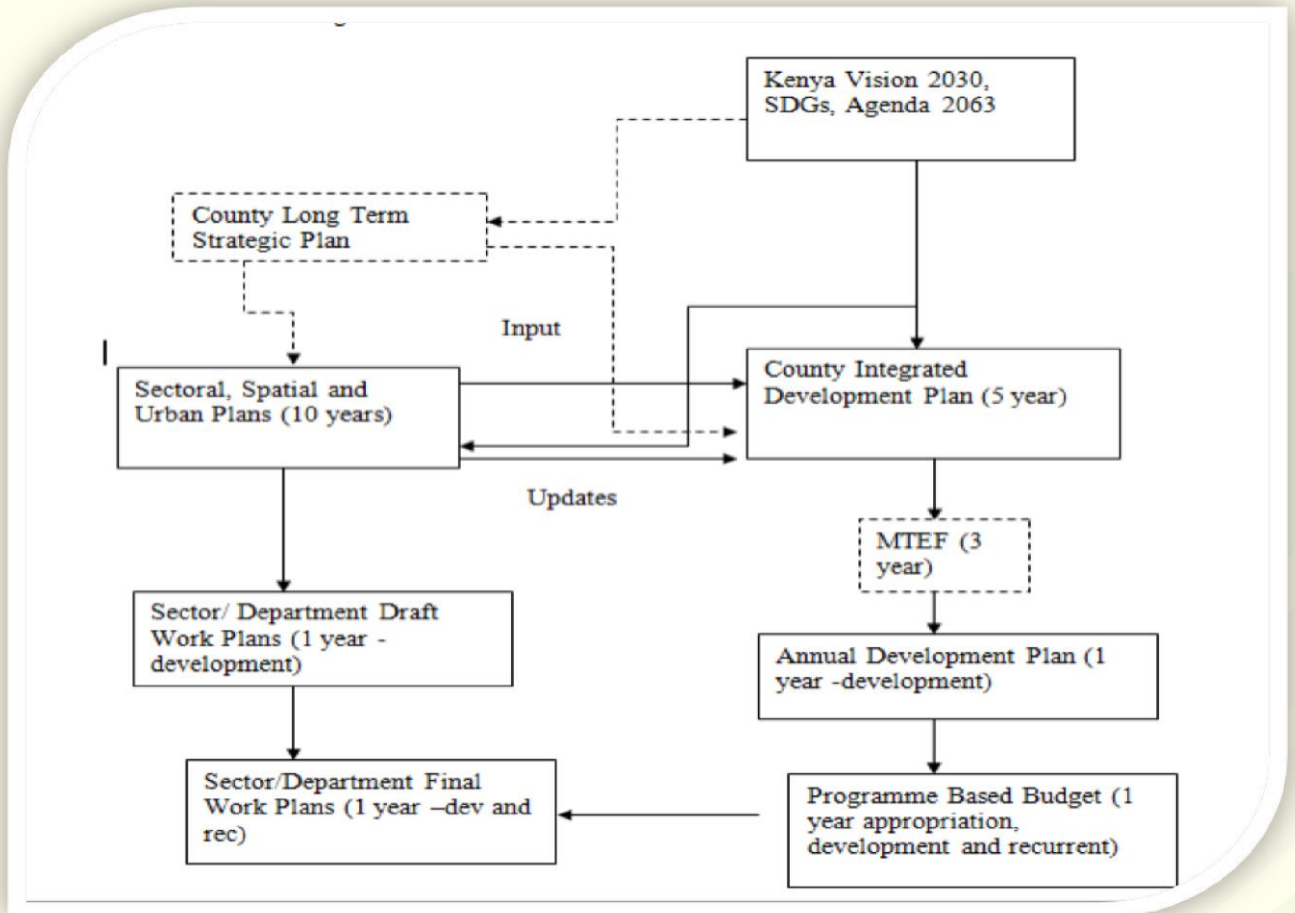 Kenya Vision 2030,
SDGs, Agenda 2063
County Long Term
Strategic Plan
Input
Sectoral, Spatial and
Urban Plans (10 years)
County Integrated
Development Plan (5 year)
Updates
MTEF (3
year)
Sector/ Department Draft
Work Plans (1 year -
development)
Annual Development Plan (1
year -development)
Sector/Department Final
Work Plans (1 year –dev and
rec)
Programme Based Budget (1
year appropriation,
development and recurrent)